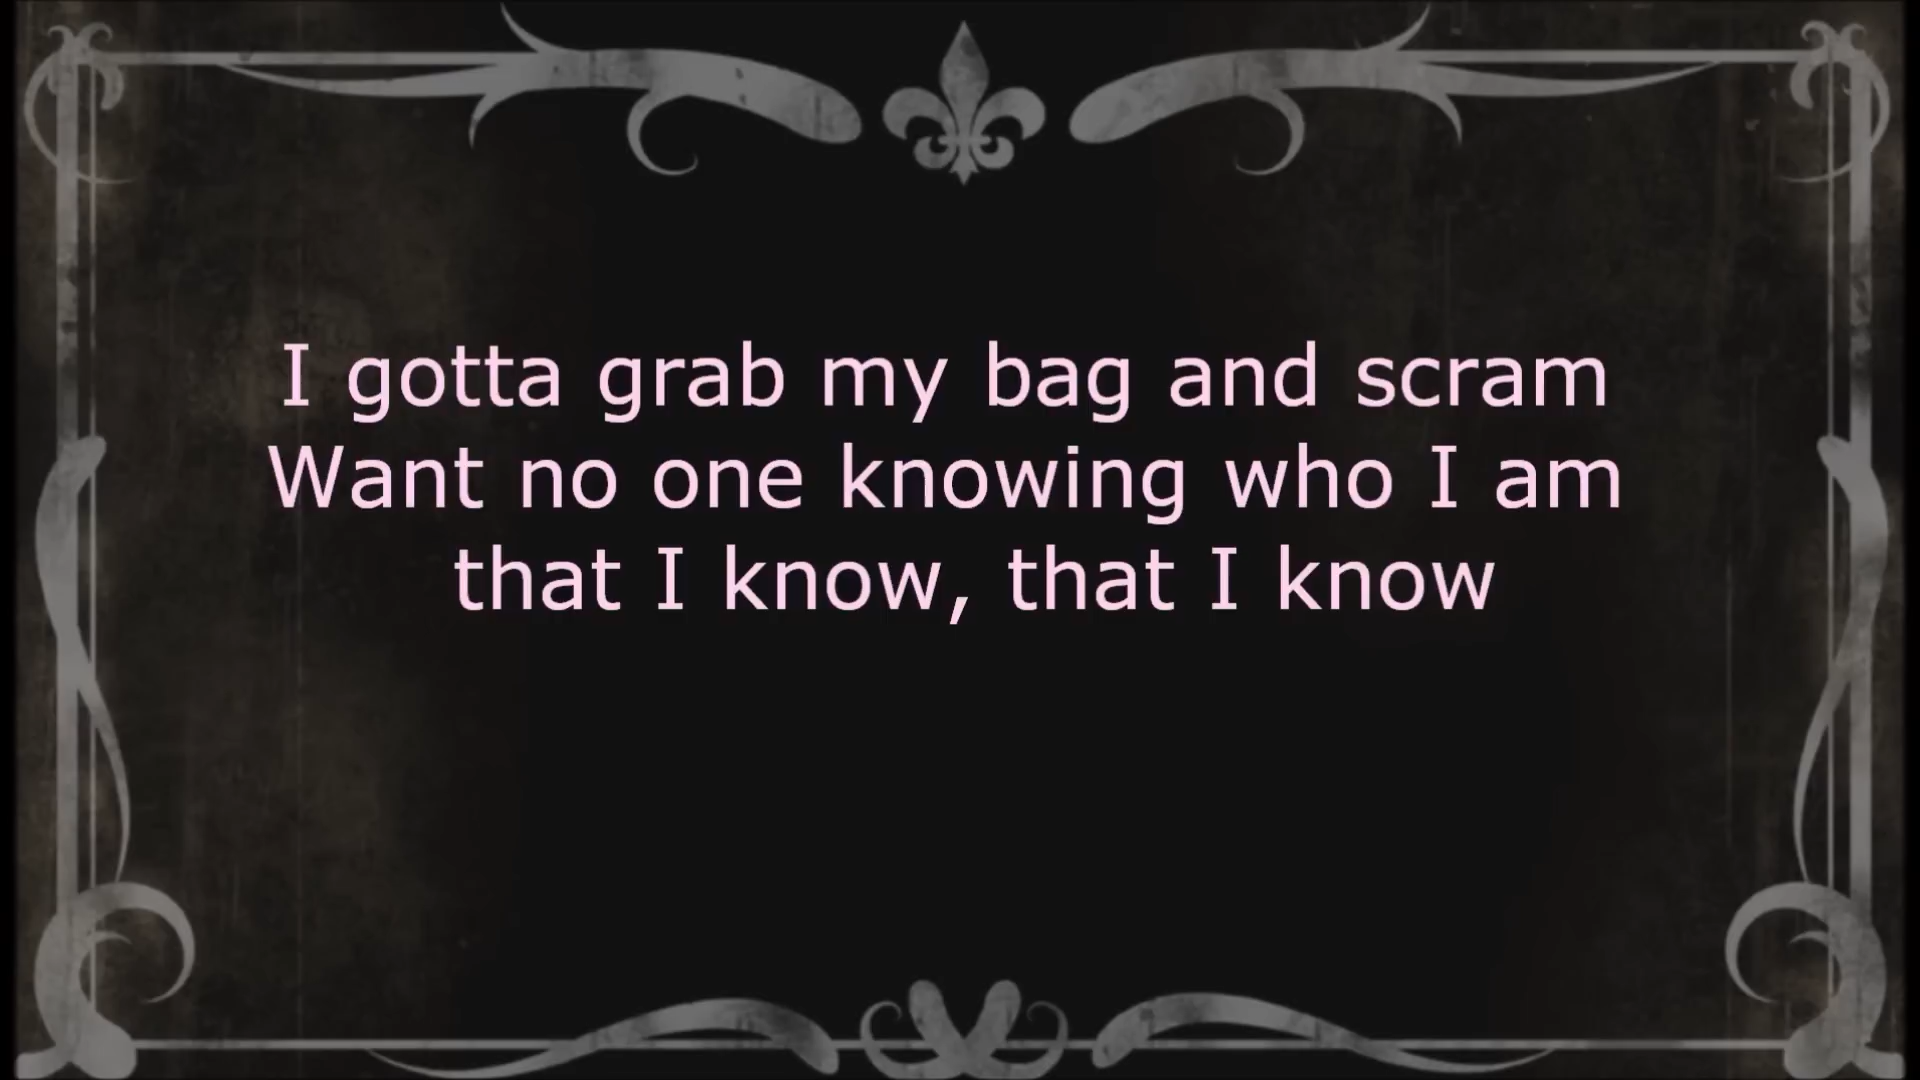 I gotta grab my bag and scram
Want no one knowing who I am
that I know, that I know